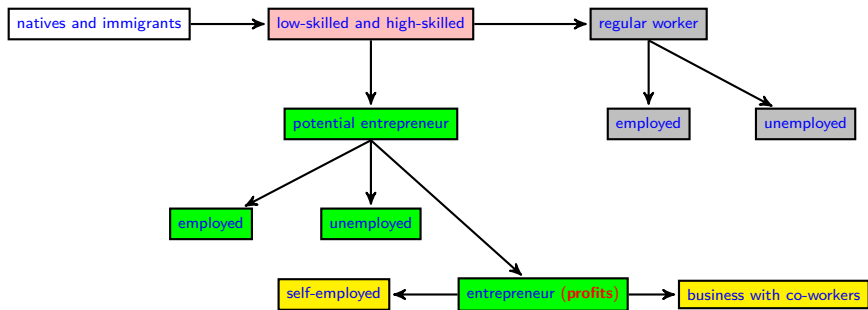 natives and immigrants
low-skilled and high-skilled
regular worker
potential entrepreneur
employed
unemployed
employed
unemployed
self-employed
entrepreneur (profits)
business with co-workers